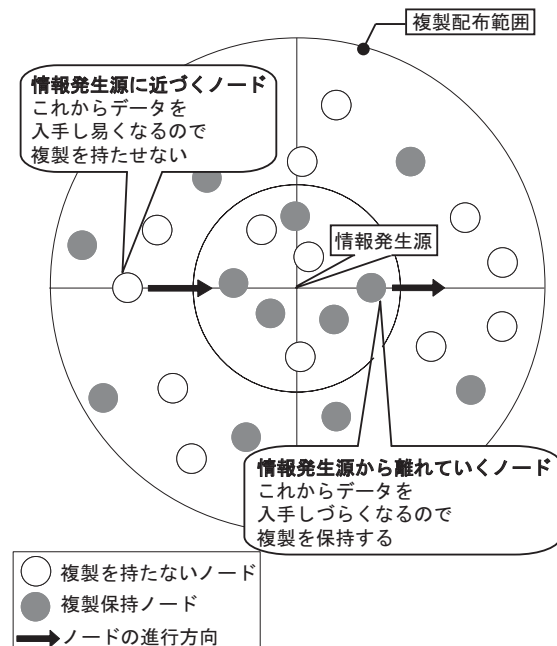 複製配布範囲
情報発生源に近づくノード
これからデータを
入手し易くなるので
複製を持たせない
情報発生源
情報発生源から離れていくノード
これからデータを
入手しづらくなるので
複製を保持する
複製を持たないノード
複製保持ノード
ノードの進行方向